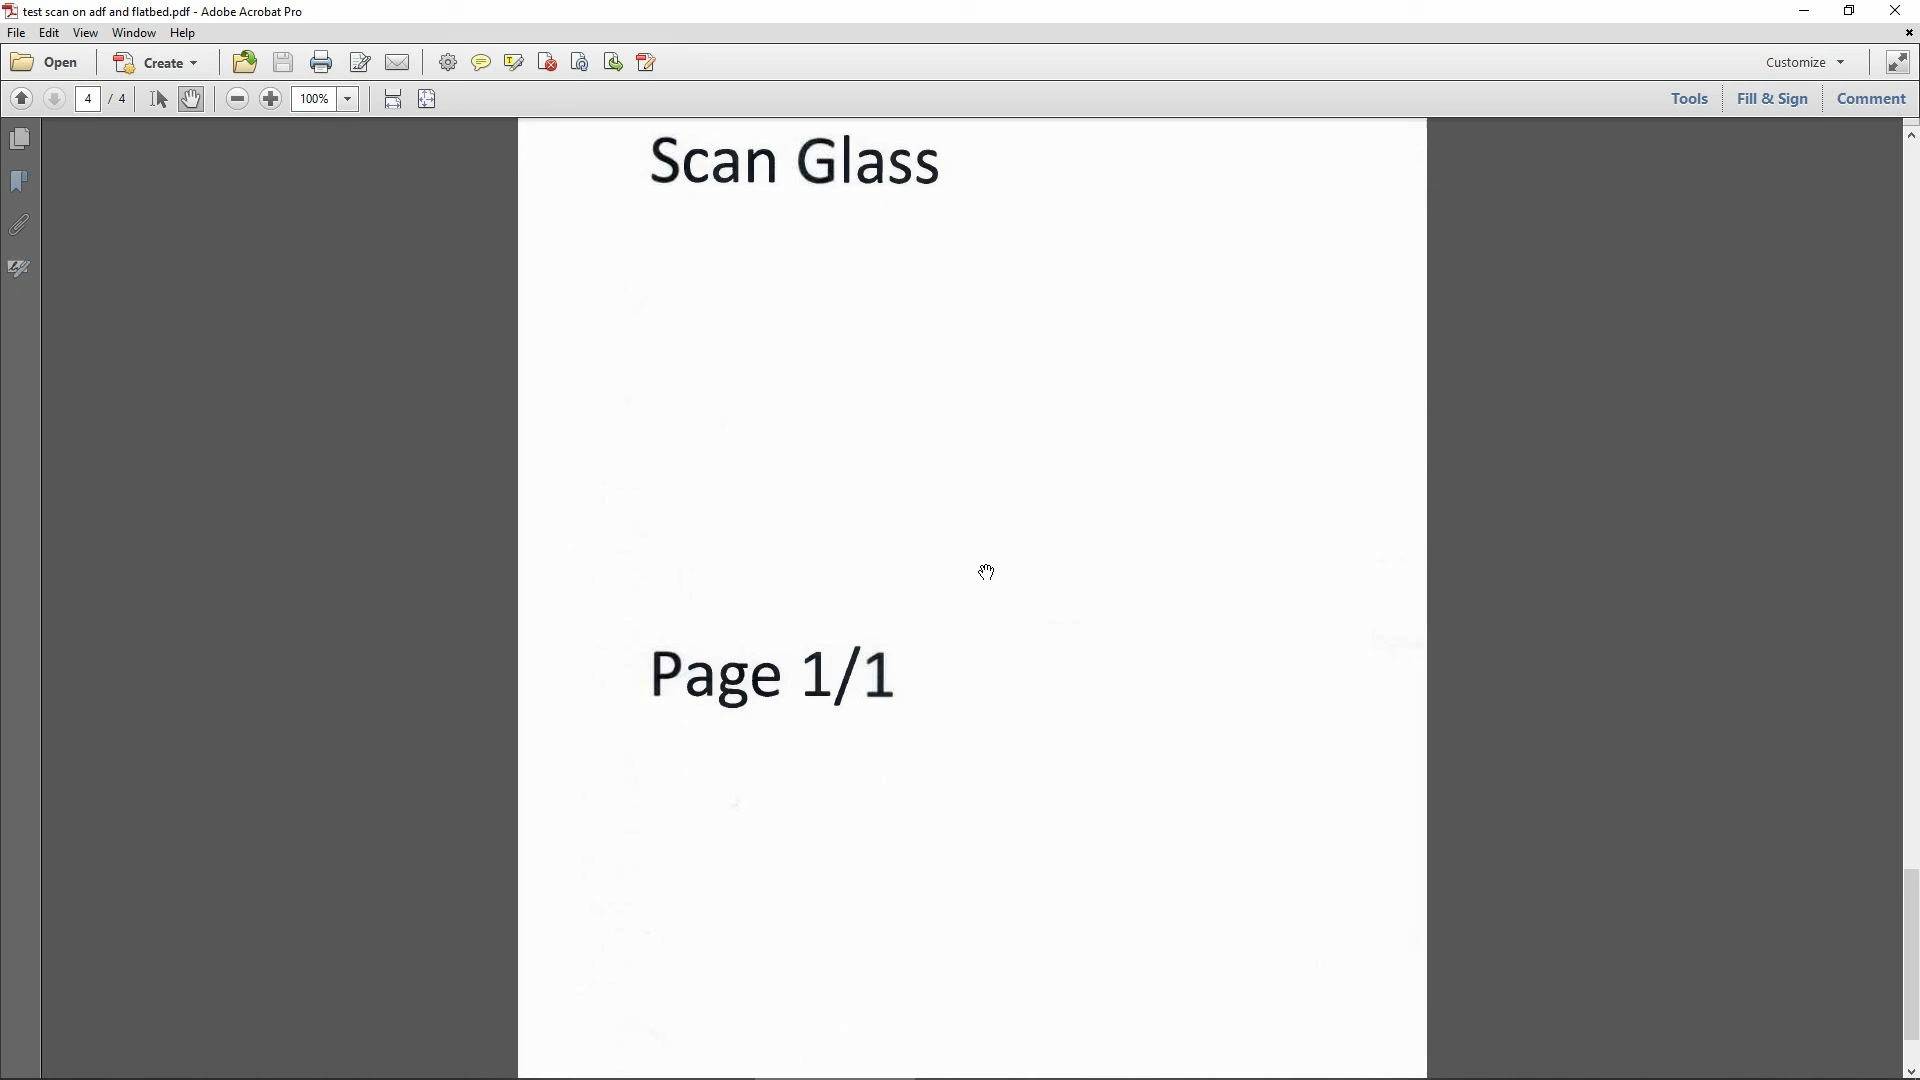 test scan on adf and flatbed.pdf - Adobe Acrobat Pro
File Edit View Window Help
Open Create Customize
4 / 4 100% Tools Fill & Sign Comment
Scan Glass
Page 1/1